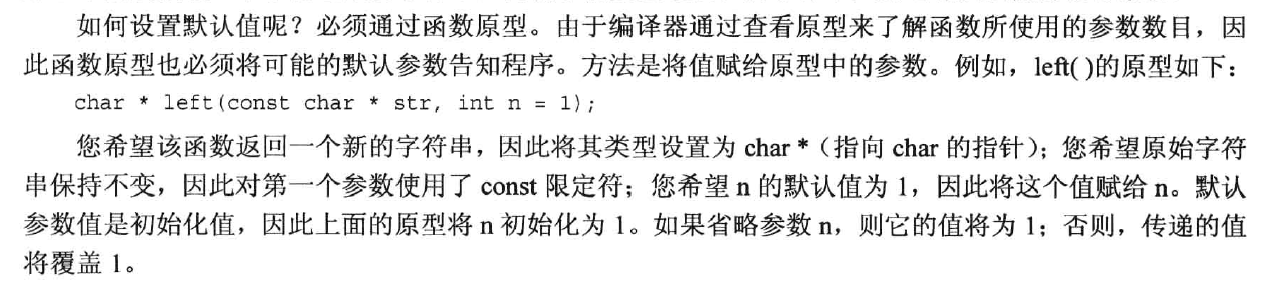 如何设置默认值呢？必须通过函数原型。由于编译器通过查看原型来了解函数所使用的参数数目，因
此函数原型也必须将可能的默认参数告知程序。方法是将值赋给原型中的参数。例如，left( )的原型如下：
char * left(const char * str, int n = 1);
您希望该函数返回一个新的字符串，因此将其类型设置为 char *（指向 char 的指针）；您希望原始字符
串保持不变，因此对第一个参数使用了 const 限定符；您希望 n 的默认值为 1，因此将这个值赋给 n。默认
参数值是初始化值，因此上面的原型将 n 初始化为 1。如果省略参数 n，则它的值将为 1；否则，传递的值
将覆盖 1。